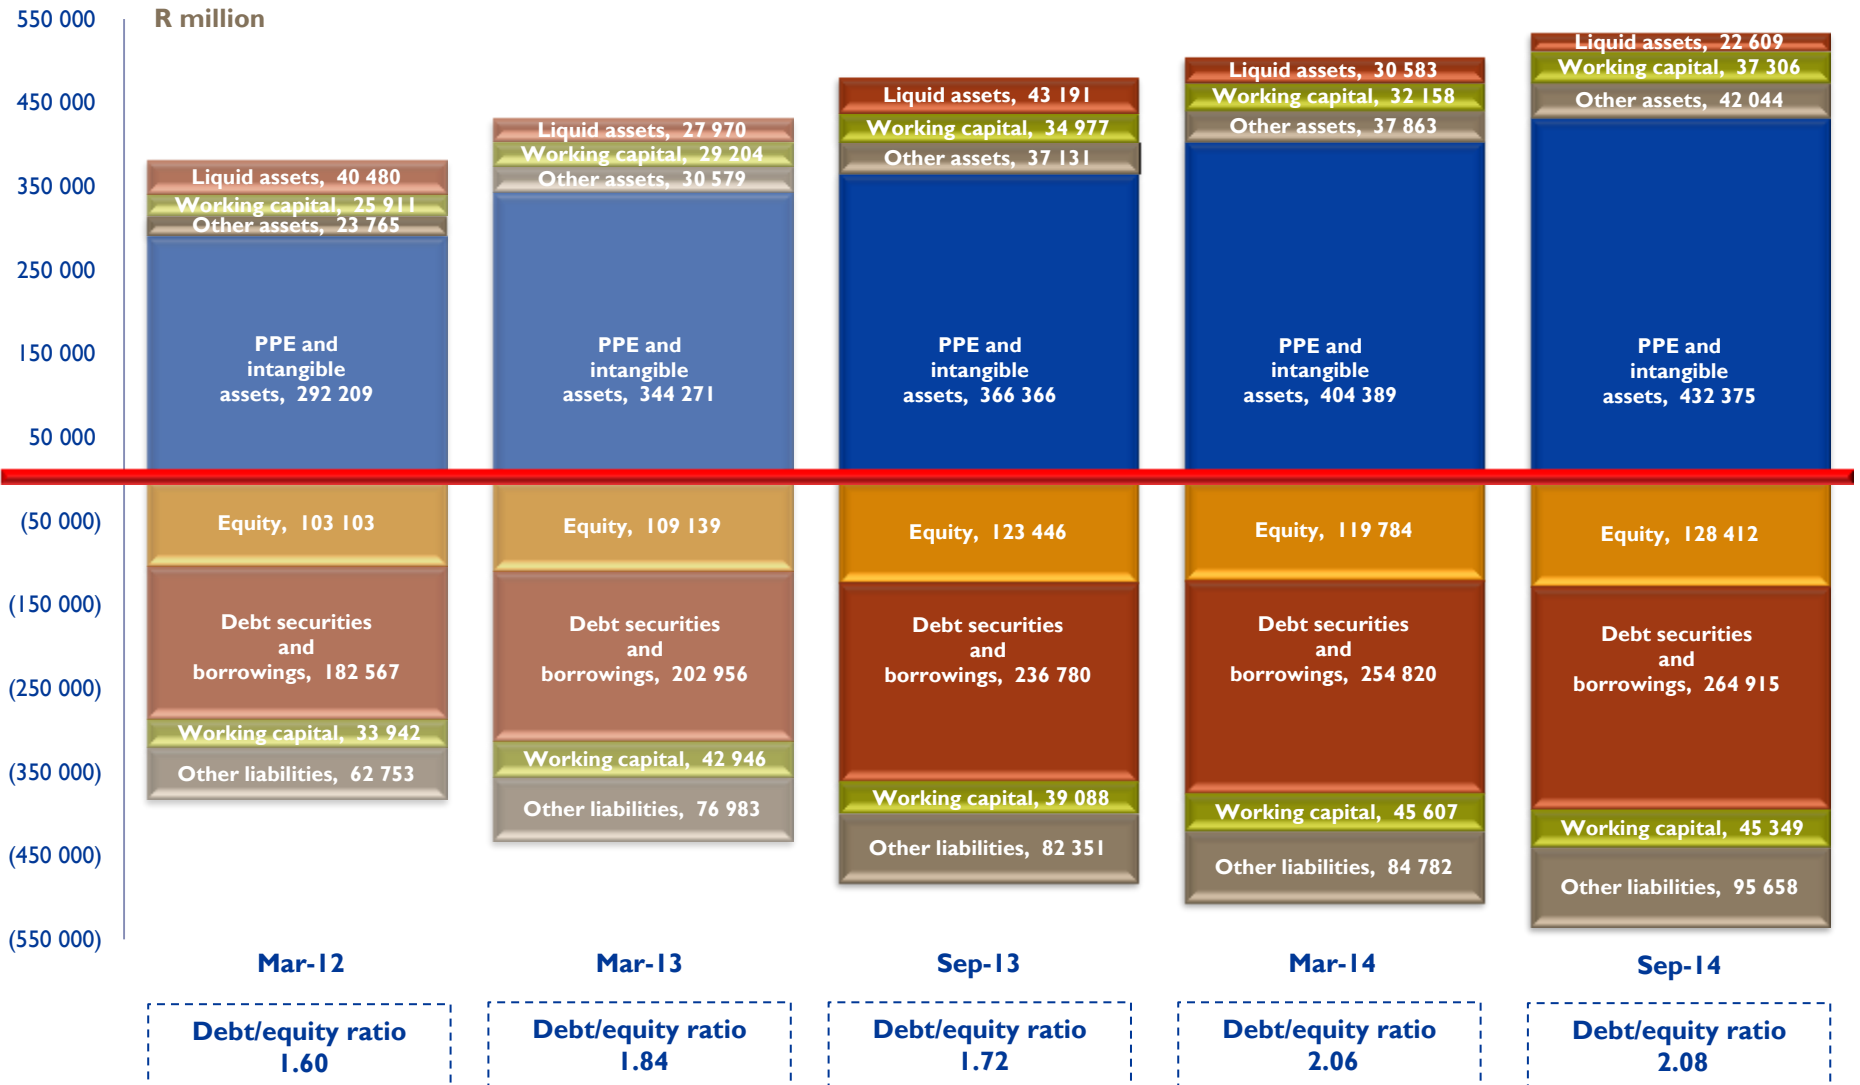 R million
550 000
450 000
350 000
250 000
150 000
50 000
(50 000)
(150 000)
(250 000)
(350 000)
(450 000)
(550 000)
Liquid assets, 40 480
Working capital, 25 911
Other assets, 23 765
PPE and
intangible
assets, 292 209
Equity, 103 103
Debt securities
and
borrowings, 182 567
Working capital, 33 942
Other liabilities, 62 753
Mar-12
Debt/equity ratio
1.60
Liquid assets, 27 970
Working capital, 29 204
Other assets, 30 579
PPE and
intangible
assets, 344 271
Equity, 109 139
Debt securities
and
borrowings, 202 956
Working capital, 42 946
Other liabilities, 76 983
Mar-13
Debt/equity ratio
1.84
Liquid assets, 43 191
Working capital, 34 977
Other assets, 37 131
PPE and
intangible
assets, 366 366
Equity, 123 446
Debt securities
and
borrowings, 236 780
Working capital, 39 088
Other liabilities, 82 351
Sep-13
Debt/equity ratio
1.72
Liquid assets, 30 583
Working capital, 32 158
Other assets, 37 863
PPE and
intangible
assets, 404 389
Equity, 119 784
Debt securities
and
borrowings, 254 820
Working capital, 45 607
Other liabilities, 84 782
Mar-14
Debt/equity ratio
2.06
Liquid assets, 22 609
Working capital, 37 306
Other assets, 42 044
PPE and
intangible
assets, 432 375
Equity, 128 412
Debt securities
and
borrowings, 264 915
Working capital, 45 349
Other liabilities, 95 658
Sep-14
Debt/equity ratio
2.08